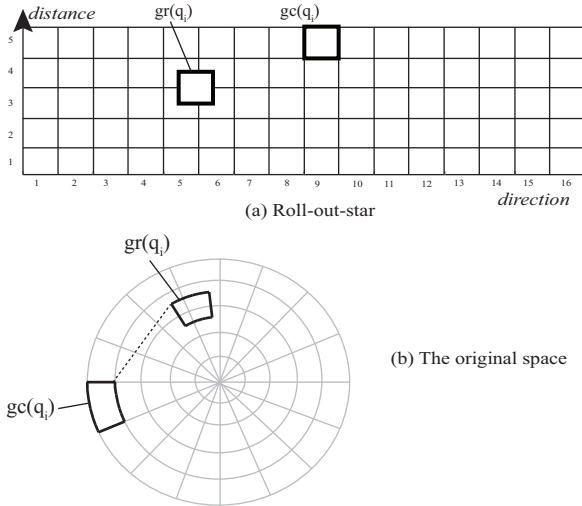 distance
gr(qi)
gc(qi)
5
4
3
2
1
1 2 3 4 5 6 7 8 9 10 11 12 13 14 15 16
direction
(a) Roll-out-star
gr(qi)
(b) The original space
gc(qi)